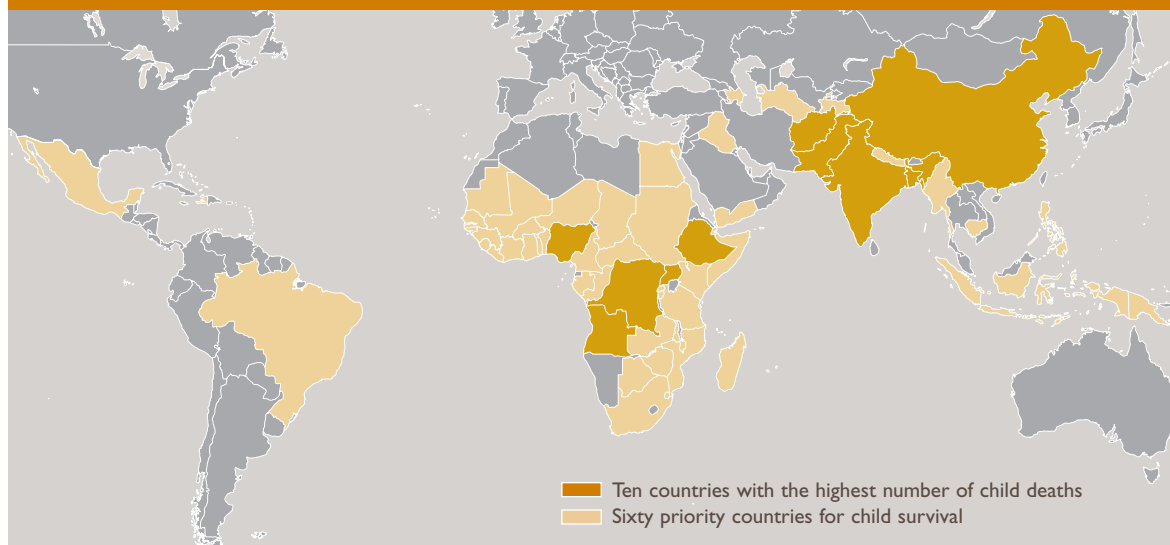 Ten countries with the highest number of child deaths
Sixty priority countries for child survival